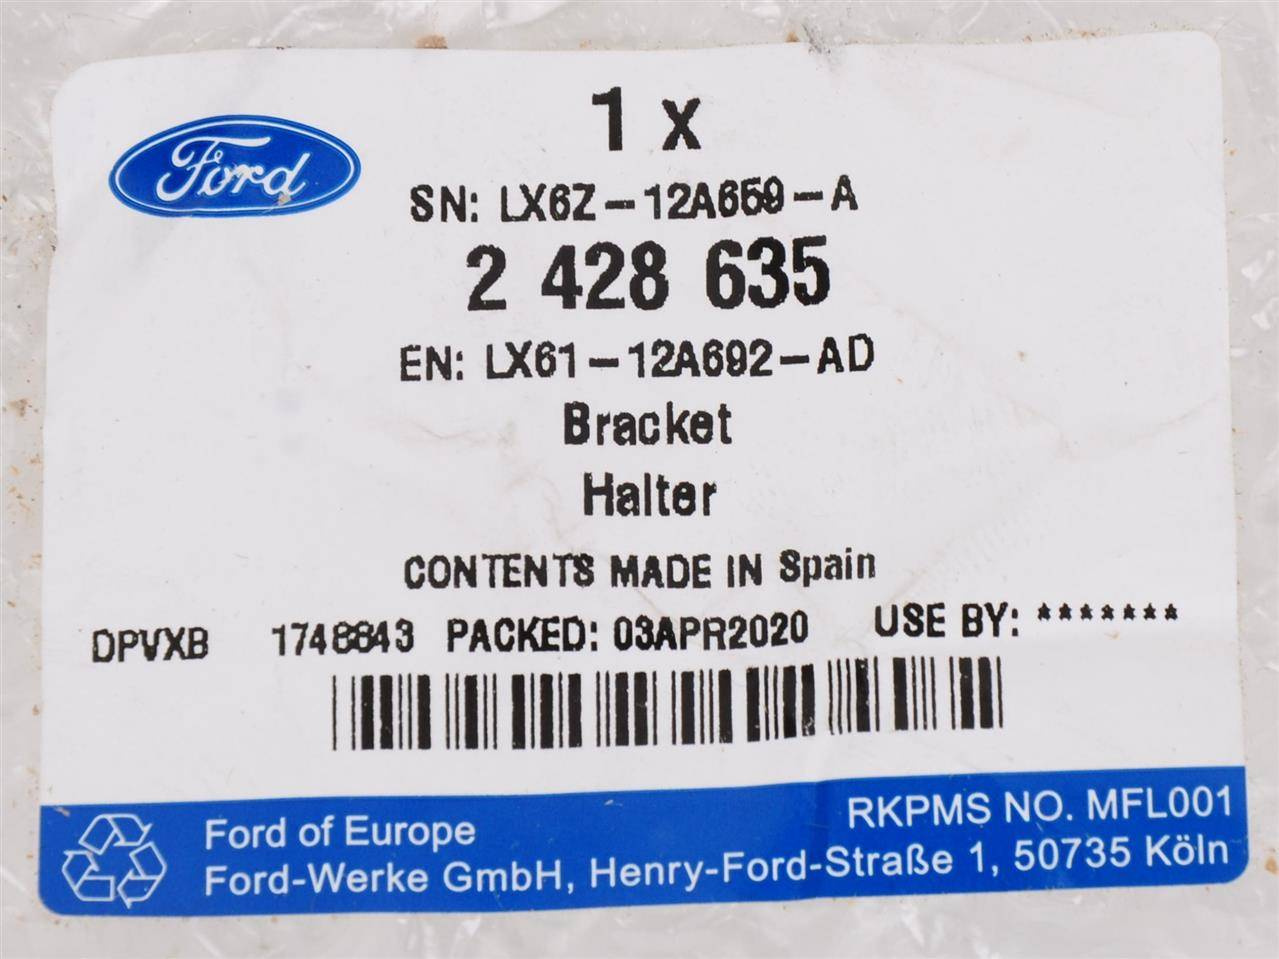 Ford
1 x
SN: LX6Z-12A659-A
2 428 635
EN: LX61-12A692-AD
Bracket
Halter
CONTENTS MADE IN Spain
DPVXB 1748843 PACKED: 03APR2020 USE BY: *******
Ford of Europe
RKPMS NO. MFL001
Ford-Werke GmbH, Henry-Ford-Straße 1, 50735 Köln